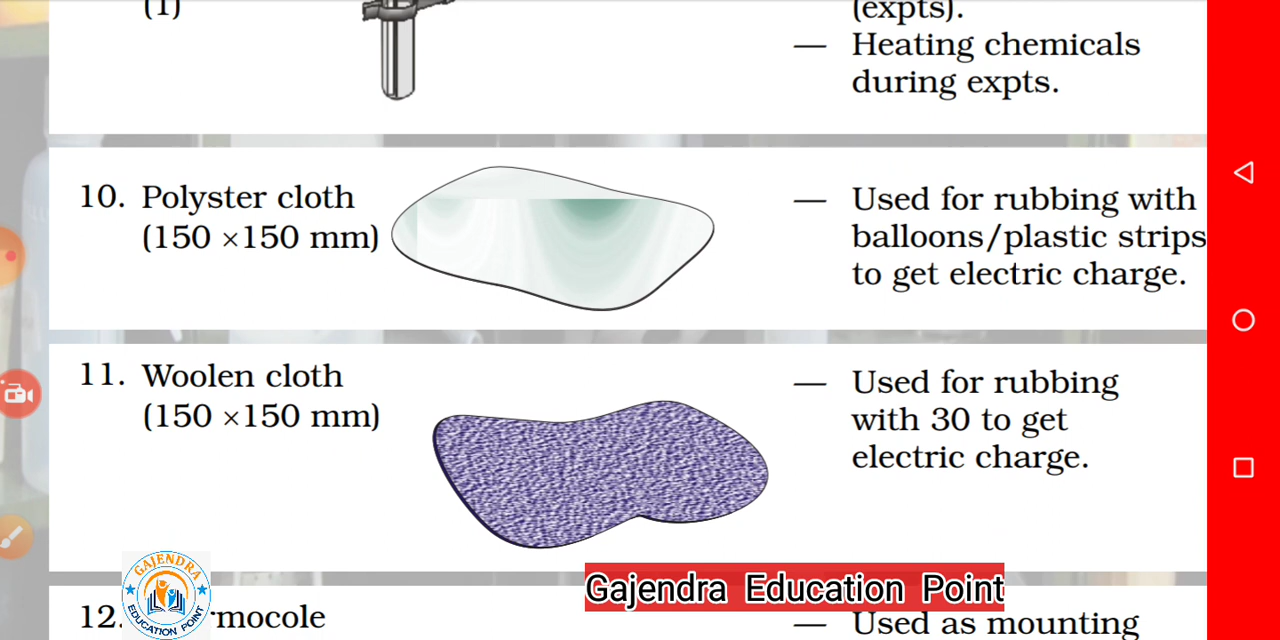 (1)
(expts).
— Heating chemicals
during expts.
10. Polyster cloth
(150 ×150 mm)
— Used for rubbing with
balloons/plastic strips
to get electric charge.
11. Woolen cloth
(150 ×150 mm)
— Used for rubbing
with 30 to get
electric charge.
GAJENDRA
EDUCATION POINT
Gajendra Education Point
12.
rmocole
— Used as mounting